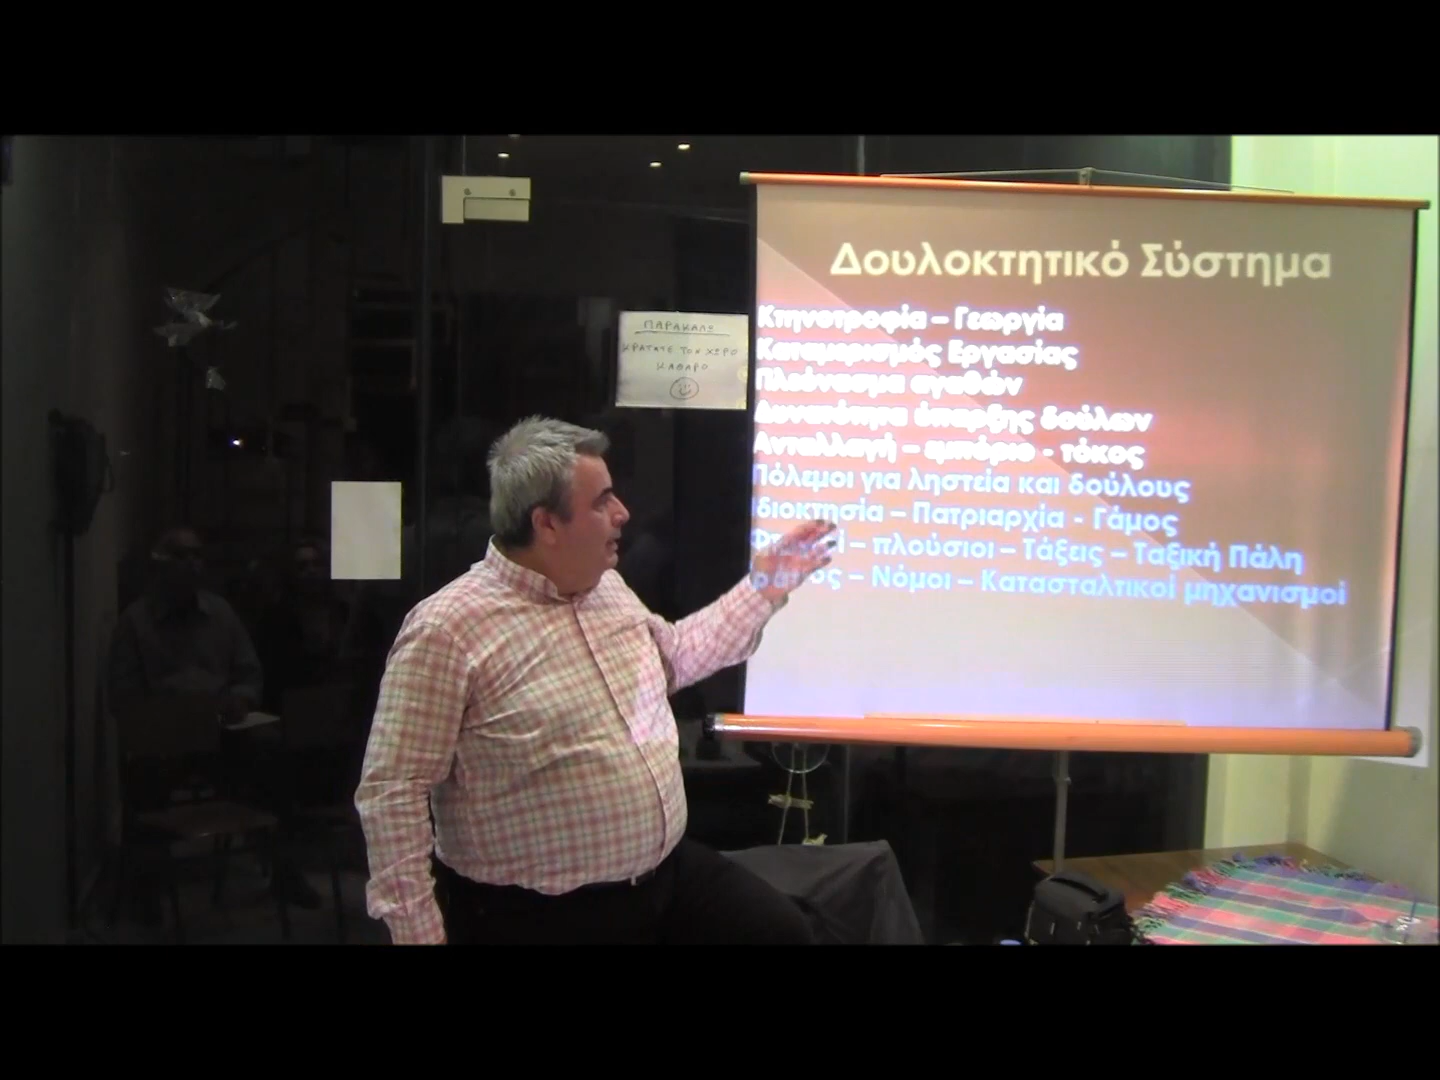 Δουλοκτητικό Σύστημα
Κτηνοτροφία – Γεωργία
Καταμερισμός Εργασίας
Πλεόνασμα αγαθών
Δυνατότητα ύπαρξης δούλων
Ανταλλαγή – εμπόριο - τόκος
Πόλεμοι για ληστεία και δούλους
Ιδιοκτησία – Πατριαρχία - Γάμος
– πλούσιοι – Τάξεις – Ταξική Πάλη
– Νόμοι – Κατασταλτικοί μηχανισμοί
ΠΑΡΑΚΑΛΩ
ΚΡΑΤΑΤΕ ΤΟΝ ΧΩΡΟ
ΚΑΘΑΡΟ